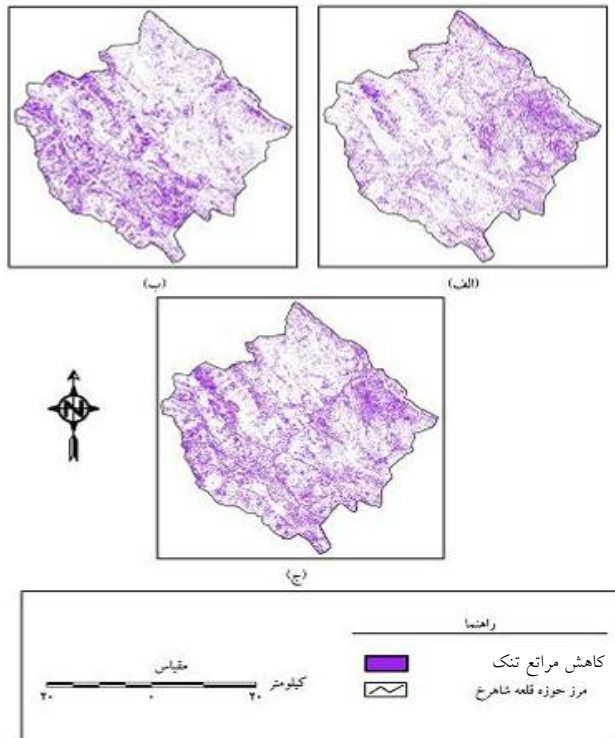 (الف)
(ب)
(ج)
N
راهنما
کاهش مراتع تنک
مرز حوزه قلعه شاهرخ
مقیاس
کیلومتر
۲۰ ۰ ۲۰